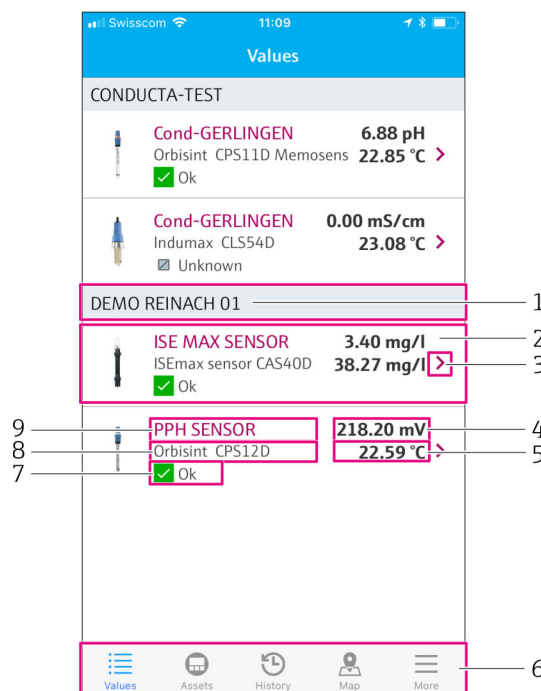 Swisscom 11:09
Values
CONDUCTA-TEST
Cond-GERLINGEN 6.88 pH
Orbisint CPS11D Memosens 22.85 °C
Ok
Cond-GERLINGEN 0.00 mS/cm
Indumax CLS54D 23.08 °C
Unknown
DEMO REINACH 01 1
ISE MAX SENSOR 3.40 mg/l 2
ISEmax sensor CAS40D 38.27 mg/l 3
Ok
9 PPH SENSOR 218.20 mV 4
8 Orbisint CPS12D 22.59 °C 5
7 Ok
Values Assets History Map More 6